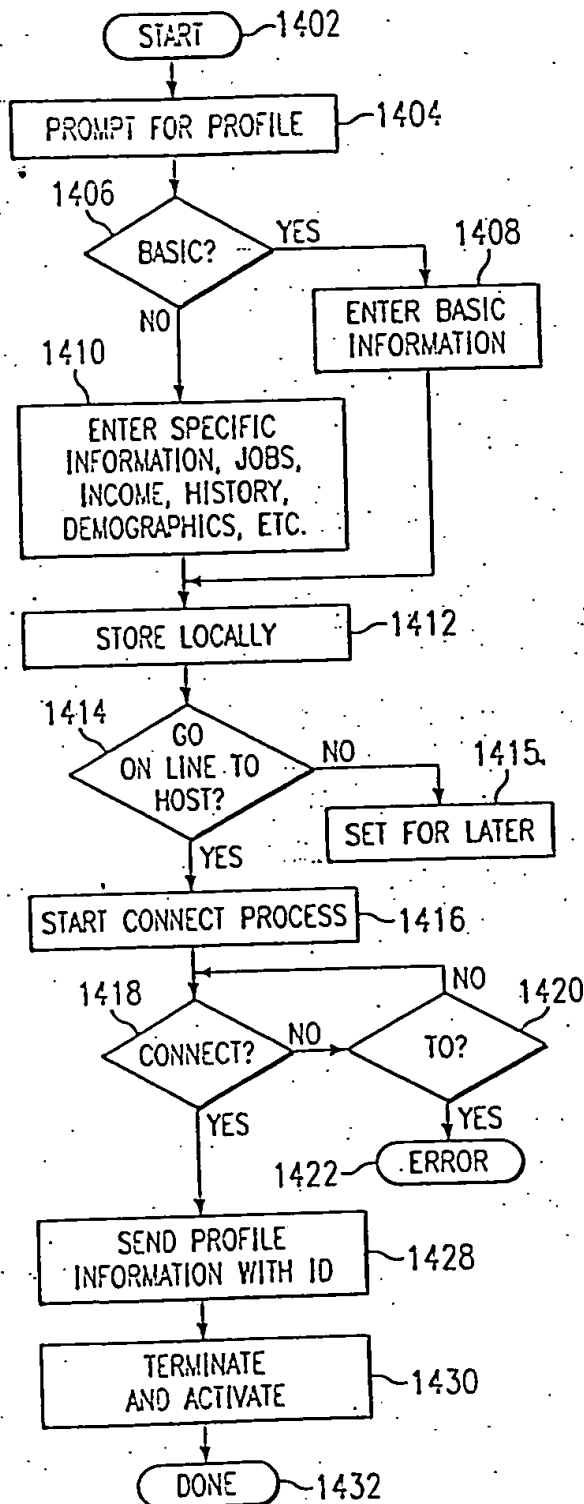 START
1402
PROMPT FOR PROFILE
1404
1406
BASIC?
YES
1408
NO
ENTER BASIC
INFORMATION
1410
ENTER SPECIFIC
INFORMATION, JOBS,
INCOME, HISTORY,
DEMOGRAPHICS, ETC.
STORE LOCALLY
1412
1414
GO
ON LINE TO
HOST?
NO
1415
SET FOR LATER
YES
START CONNECT PROCESS
1416
NO
1418
1420
CONNECT?
NO
TO?
YES
YES
1422
ERROR
SEND PROFILE
INFORMATION WITH ID
1428
TERMINATE
AND ACTIVATE
1430
DONE
1432